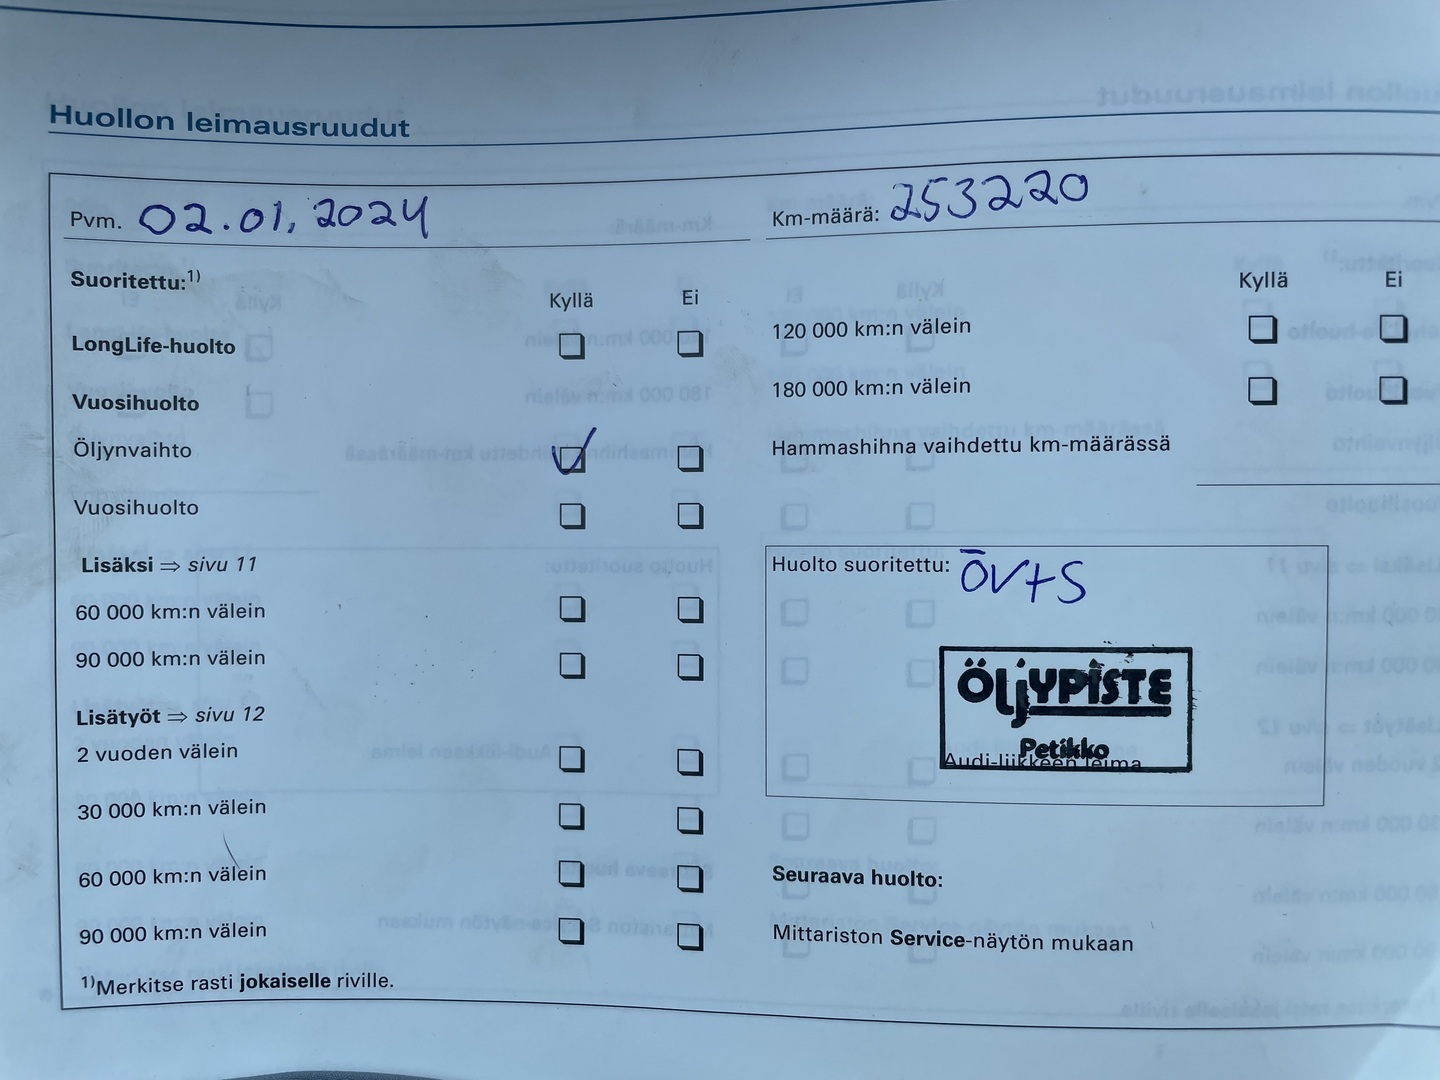 Huollon leimausruudut
Pvm. 02.01.2024
Suoritettu:1)
Kyllä Ei
LongLife-huolto
Vuosihuolto
Öljynvaihto
Vuosihuolto
Lisäksi ⇒ sivu 11
60 000 km:n välein
90 000 km:n välein
Lisätyöt ⇒ sivu 12
2 vuoden välein
30 000 km:n välein
60 000 km:n välein
90 000 km:n välein
1)Merkitse rasti jokaiselle riville.
Km-määrä: 253220
Kyllä Ei
120 000 km:n välein
180 000 km:n välein
Hammashihna vaihdettu km-määrässä
Huolto suoritettu: ÖV+S
ÖLJYPISTE
Petikko
Audi-liikkeen leima
Seuraava huolto:
Mittariston Service-näytön mukaan